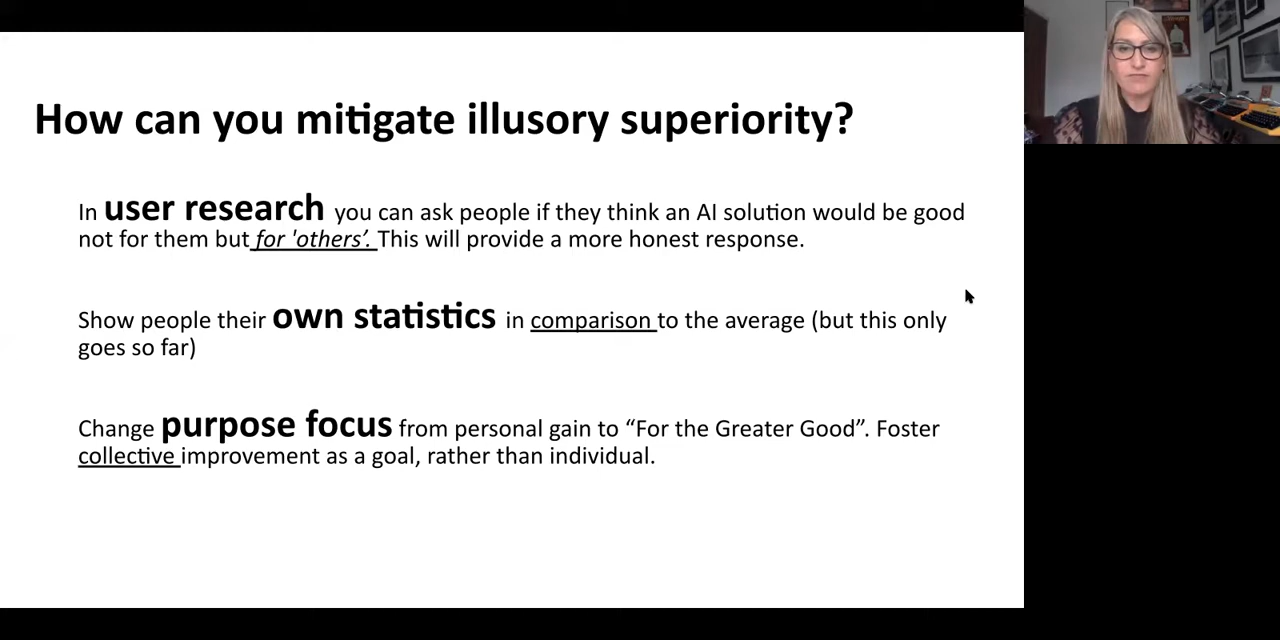 How can you mitigate illusory superiority?
In user research you can ask people if they think an AI solution would be good
not for them but for 'others’. This will provide a more honest response.
Show people their own statistics in comparison to the average (but this only
goes so far)
Change purpose focus from personal gain to “For the Greater Good”. Foster
collective improvement as a goal, rather than individual.